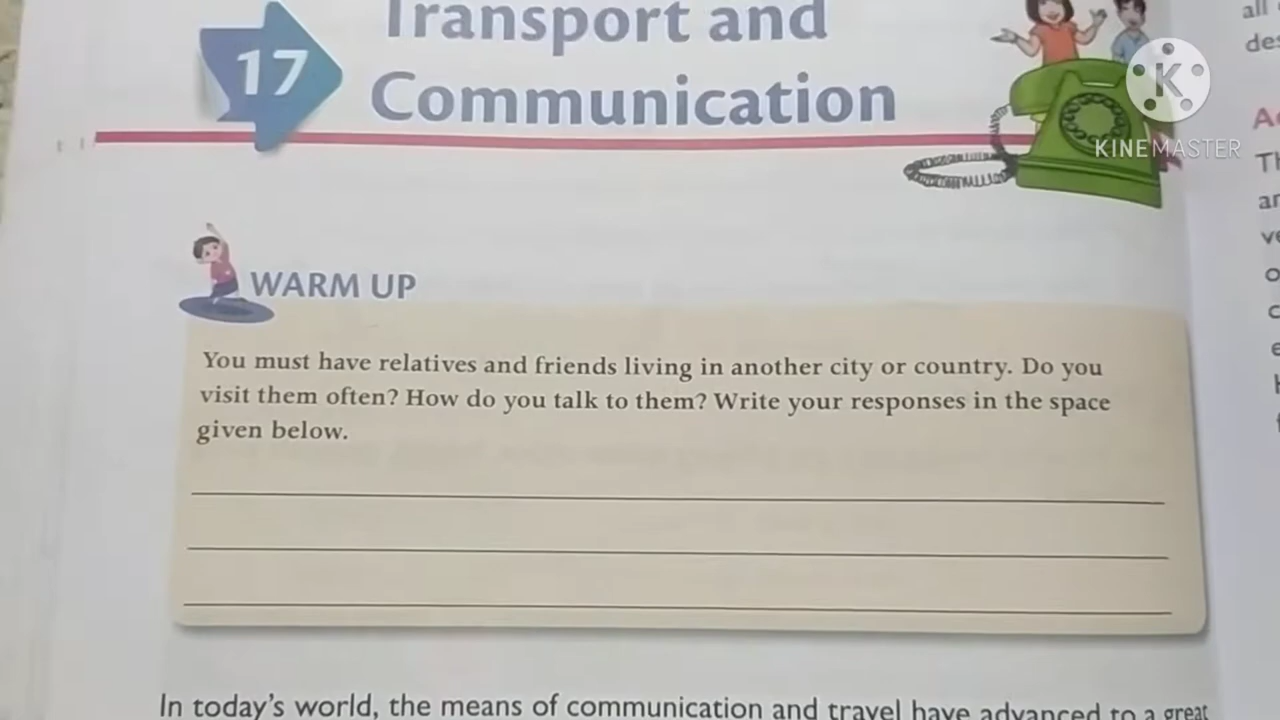 Transport and
17
Communication
KINEMASTER
WARM UP
You must have relatives and friends living in another city or country. Do you
visit them often? How do you talk to them? Write your responses in the space
given below.
In today's world, the means of communication and travel have advanced to a great
all